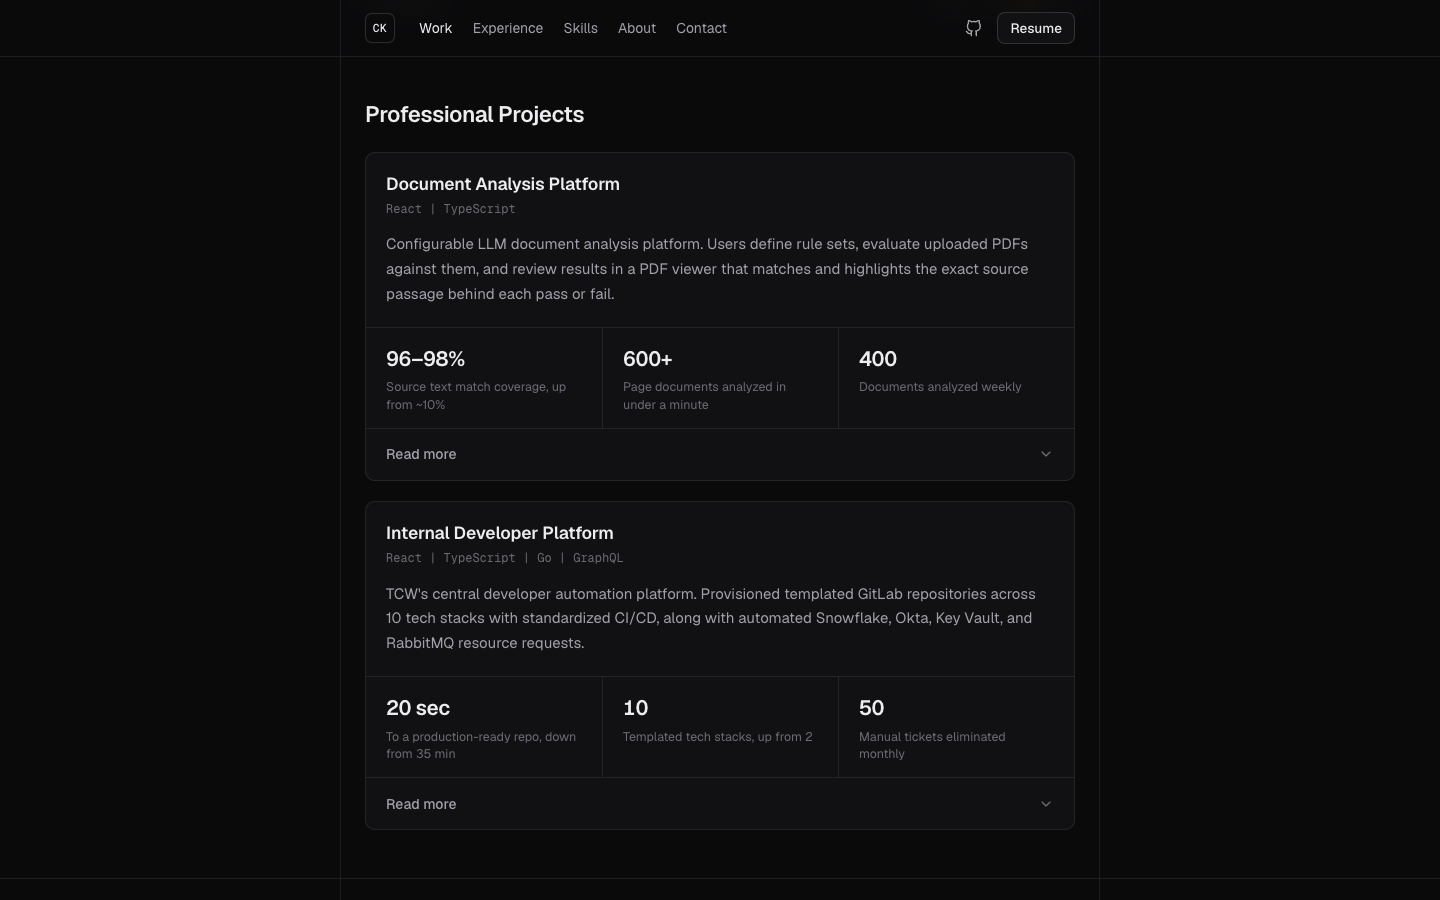 CK Work Experience Skills About Contact Resume
Professional Projects
Document Analysis Platform
React | TypeScript
Configurable LLM document analysis platform. Users define rule sets, evaluate uploaded PDFs
against them, and review results in a PDF viewer that matches and highlights the exact source
passage behind each pass or fail.
96–98%
Source text match coverage, up
from ~10%
600+
Page documents analyzed in
under a minute
400
Documents analyzed weekly
Read more
Internal Developer Platform
React | TypeScript | Go | GraphQL
TCW's central developer automation platform. Provisioned templated GitLab repositories across
10 tech stacks with standardized CI/CD, along with automated Snowflake, Okta, Key Vault, and
RabbitMQ resource requests.
20 sec
To a production-ready repo, down
from 35 min
10
Templated tech stacks, up from 2
50
Manual tickets eliminated
monthly
Read more